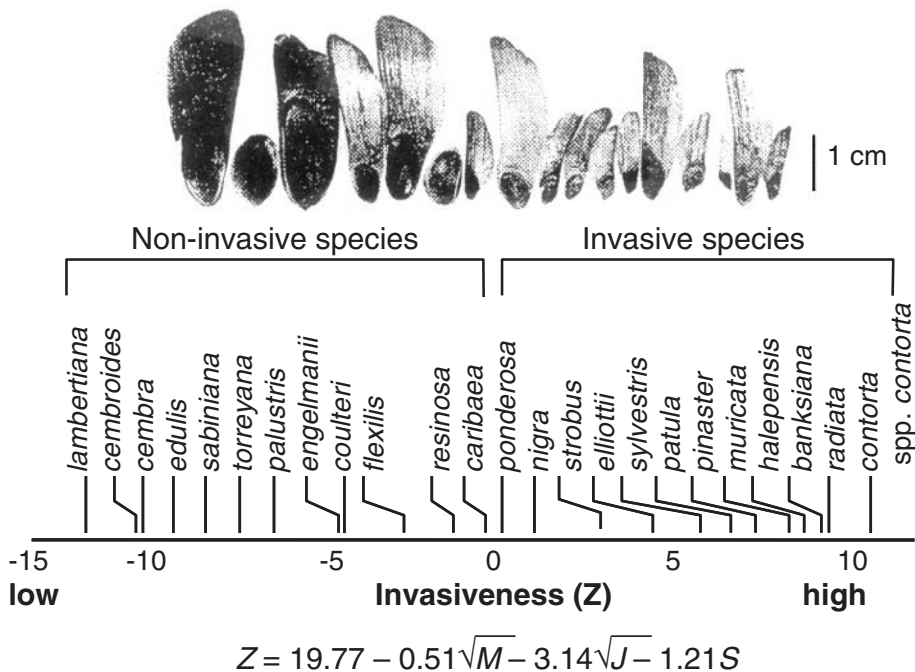 1 cm
Non-invasive species Invasive species
lambertiana
cembroides
cembra
edulis
sabiniana
torreyana
palustris
engelmanii
coulteri
flexilis
resinosa
caribaea
ponderosa
nigra
strobus
elliottii
sylvestris
patula
pinaster
muricata
halepensis
banksiana
radiata
contorta
spp. contorta
-15 -10 -5 0 5 10
low Invasiveness (Z) high
Z = 19.77 – 0.51√M – 3.14√J – 1.21S